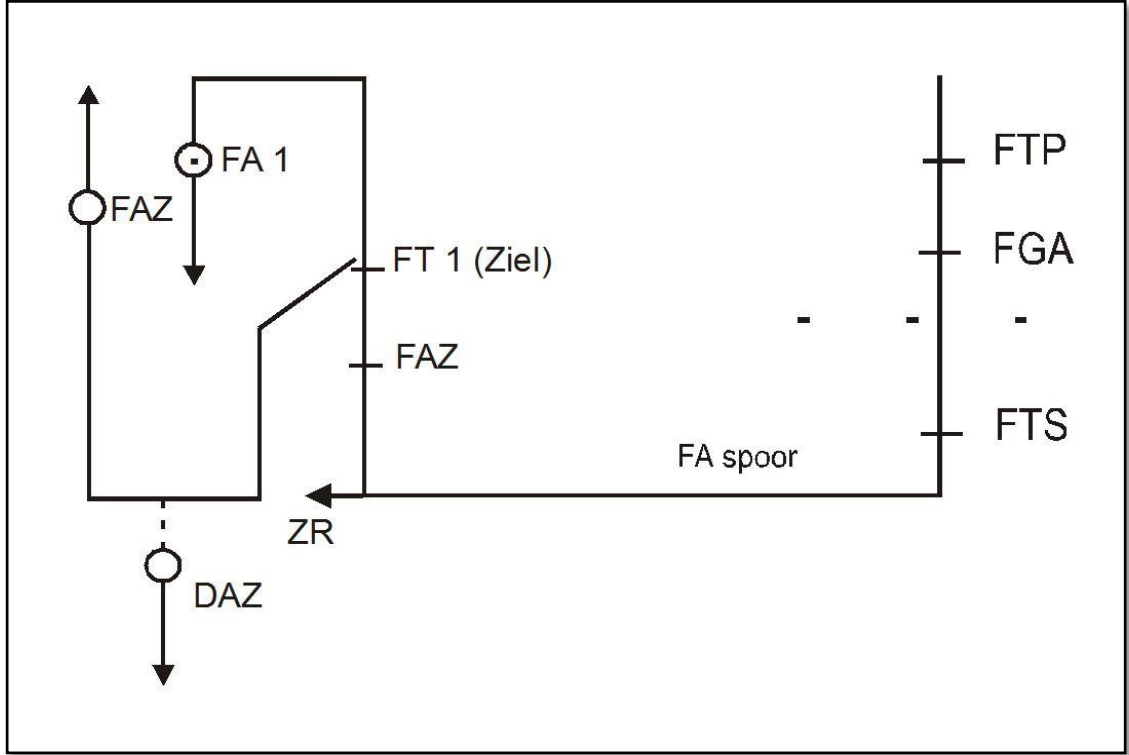 FTP
FA 1
FAZ
FGA
FT 1 (Ziel)
FAZ
FTS
FA spoor
ZR
DAZ